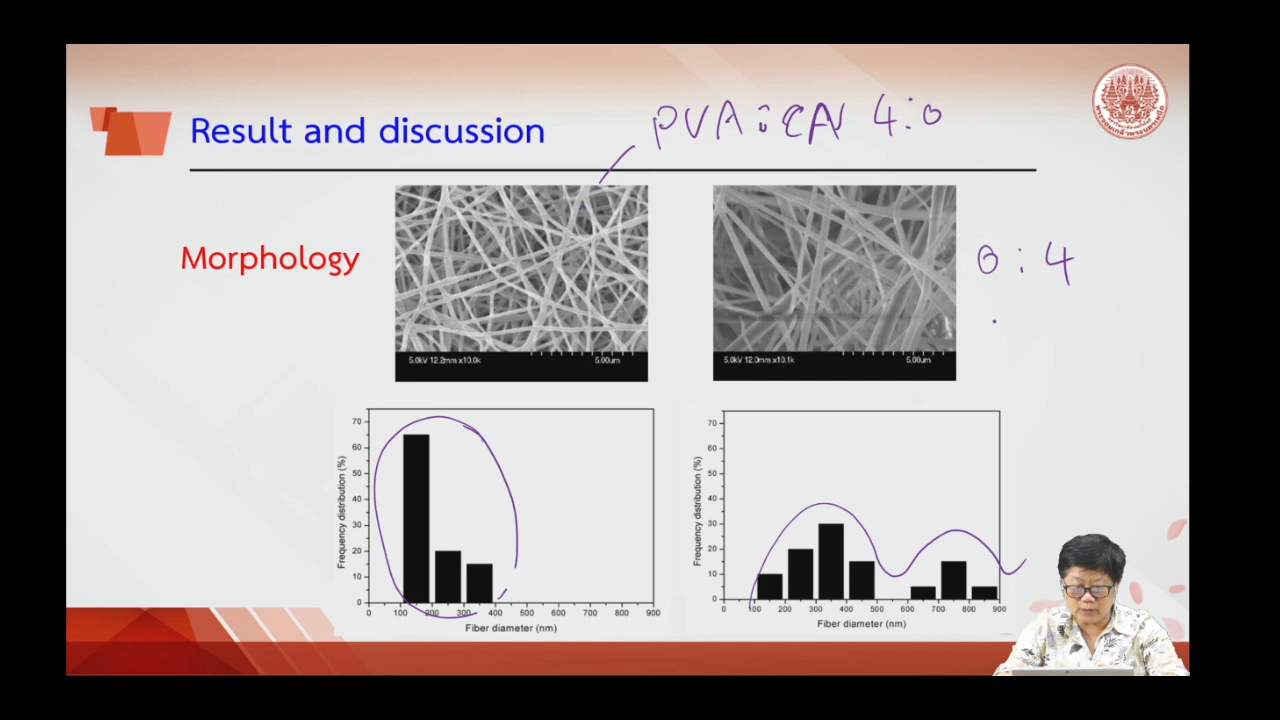 Result and discussion
PVA : CA 4:0
Morphology
0 : 4
5.0kV 12.2mm x10.0k 5.00um
5.0kV 12.0mm x10.1k 5.00um
Frequency distribution (%)
70
60
50
40
30
20
10
0
0 100 200 300 400 500 600 700 800 900
Fiber diameter (nm)
Frequency distribution (%)
70
60
50
40
30
20
10
0
0 100 200 300 400 500 600 700 800 900
Fiber diameter (nm)